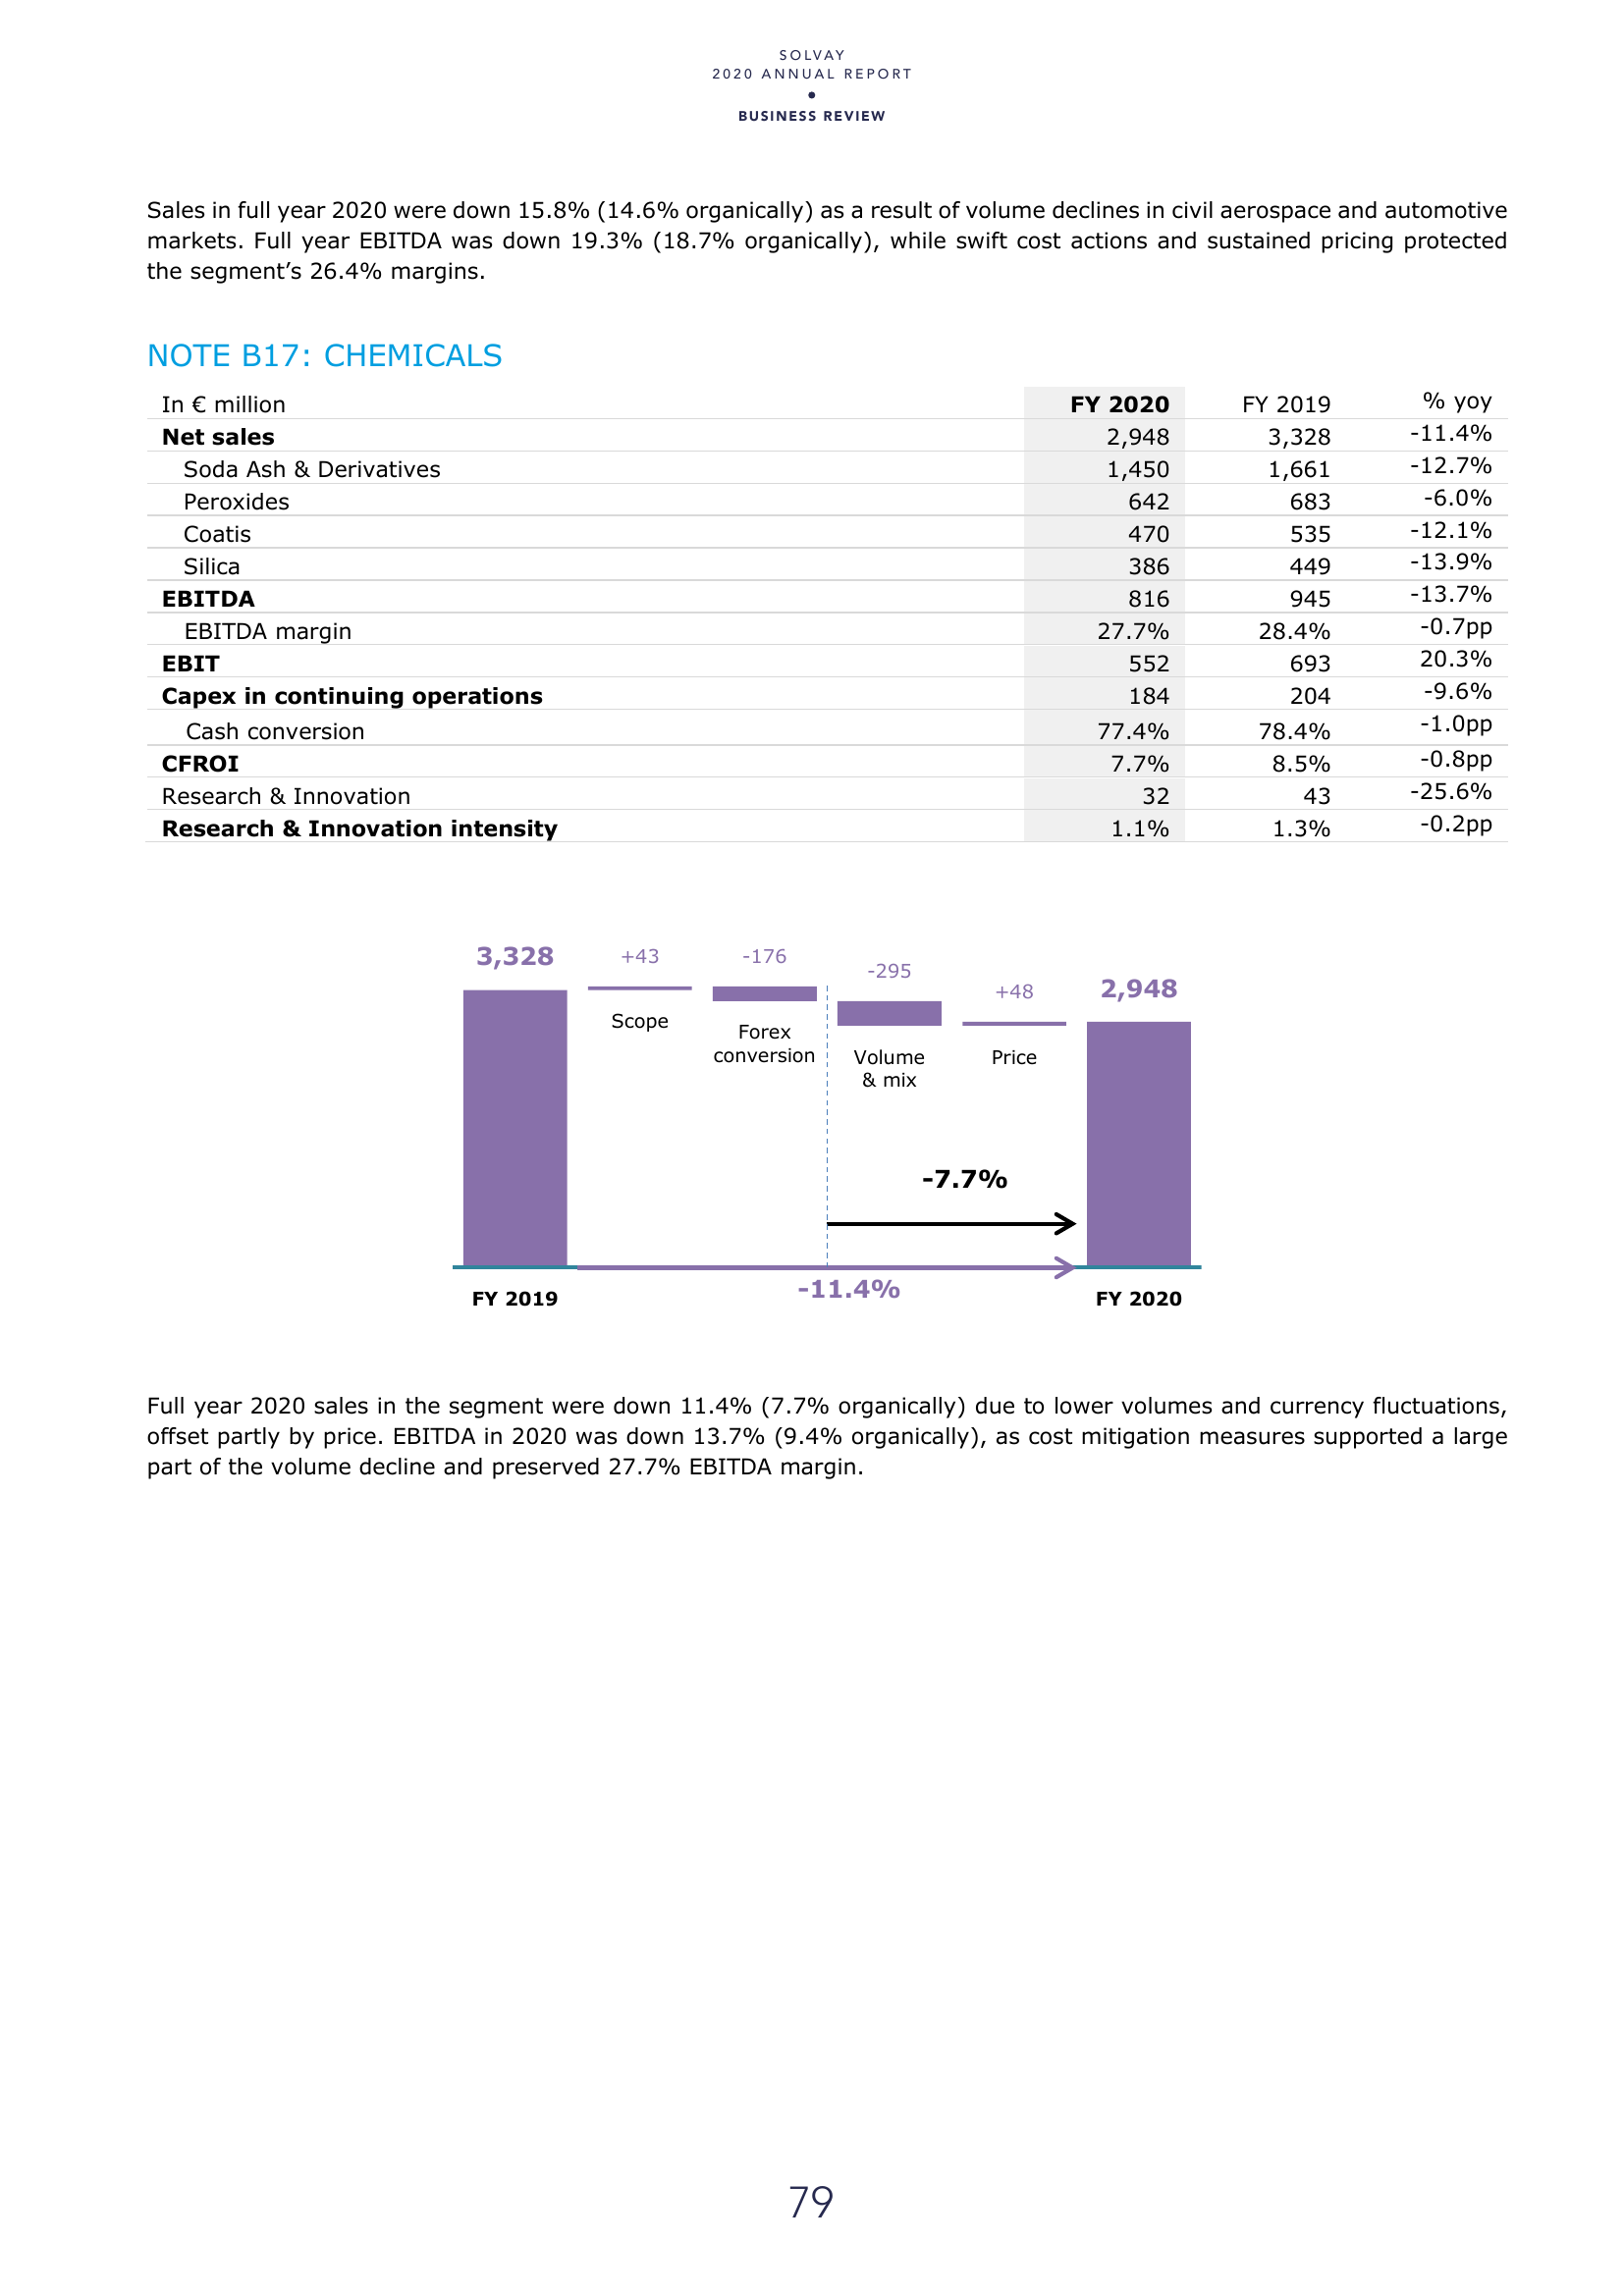 SOLVAY
2020 ANNUAL REPORT
•
BUSINESS REVIEW
Sales in full year 2020 were down 15.8% (14.6% organically) as a result of volume declines in civil aerospace and automotive
markets. Full year EBITDA was down 19.3% (18.7% organically), while swift cost actions and sustained pricing protected
the segment’s 26.4% margins.
NOTE B17: CHEMICALS
In € million FY 2020 FY 2019 % yoy
Net sales 2,948 3,328 -11.4%
Soda Ash & Derivatives 1,450 1,661 -12.7%
Peroxides 642 683 -6.0%
Coatis 470 535 -12.1%
Silica 386 449 -13.9%
EBITDA 816 945 -13.7%
EBITDA margin 27.7% 28.4% -0.7pp
EBIT 552 693 20.3%
Capex in continuing operations 184 204 -9.6%
Cash conversion 77.4% 78.4% -1.0pp
CFROI 7.7% 8.5% -0.8pp
Research & Innovation 32 43 -25.6%
Research & Innovation intensity 1.1% 1.3% -0.2pp
3,328 +43 -176 -295 +48 2,948
Scope Forex
conversion Volume
& mix Price
-7.7%
-11.4%
FY 2019 FY 2020
Full year 2020 sales in the segment were down 11.4% (7.7% organically) due to lower volumes and currency fluctuations,
offset partly by price. EBITDA in 2020 was down 13.7% (9.4% organically), as cost mitigation measures supported a large
part of the volume decline and preserved 27.7% EBITDA margin.
79